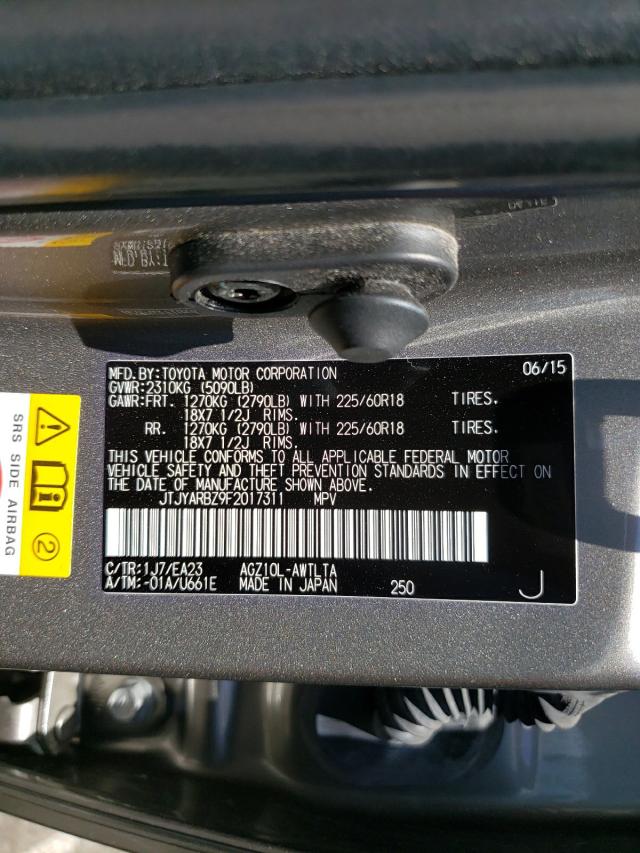 MFD.BY:TOYOTA MOTOR CORPORATION 06/15
GVWR:2310KG (5090LB)
GAWR:FRT. 1270KG (2790LB) WITH 225/60R18 TIRES.
18X7 1/2J RIMS.
RR. 1270KG (2790LB) WITH 225/60R18 TIRES.
18X7 1/2J RIMS.
THIS VEHICLE CONFORMS TO ALL APPLICABLE FEDERAL MOTOR
VEHICLE SAFETY AND THEFT PREVENTION STANDARDS IN EFFECT ON
THE DATE OF MANUFACTURE SHOWN ABOVE.
JTJYARBZ9F2017311 MPV
C/TR:1J7/EA23 AGZ10L-AWTLTA
A/TM:-01A/U661E MADE IN JAPAN 250 J
SRS SIDE AIRBAG
2